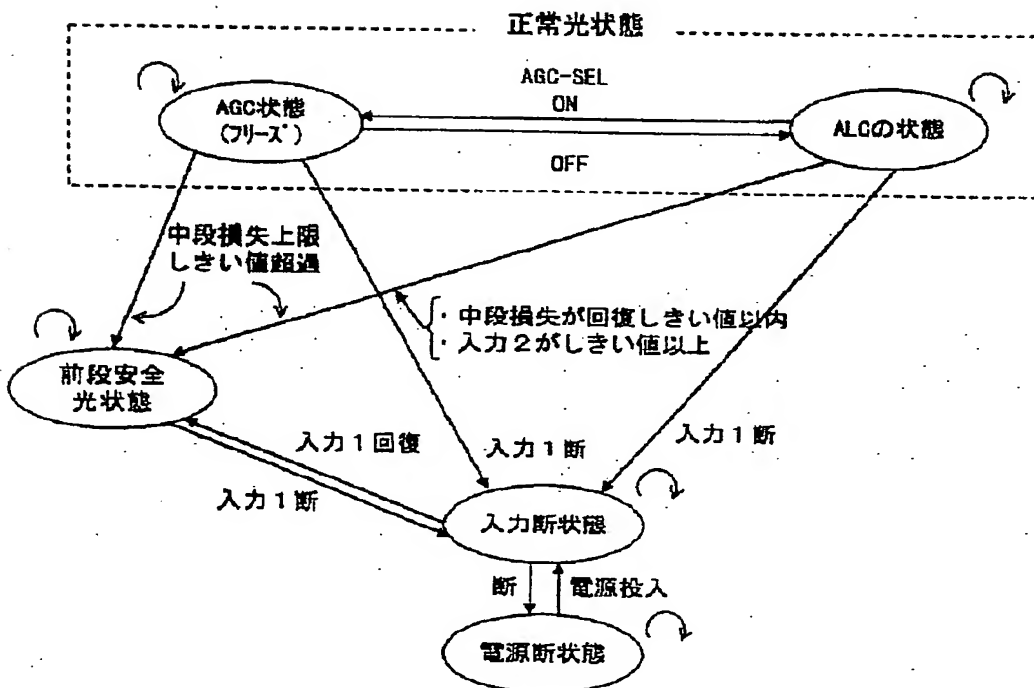 正常光状態
AGC-SEL
ON
AGC状態
(フリーズ)
ALCの状態
OFF
中段損失上限
しきい値超過
・中段損失が回復しきい値以内
・入力2がしきい値以上
前段安全
光状態
入力1回復
入力1断
入力1断
入力1断
入力断状態
断
電源投入
電源断状態